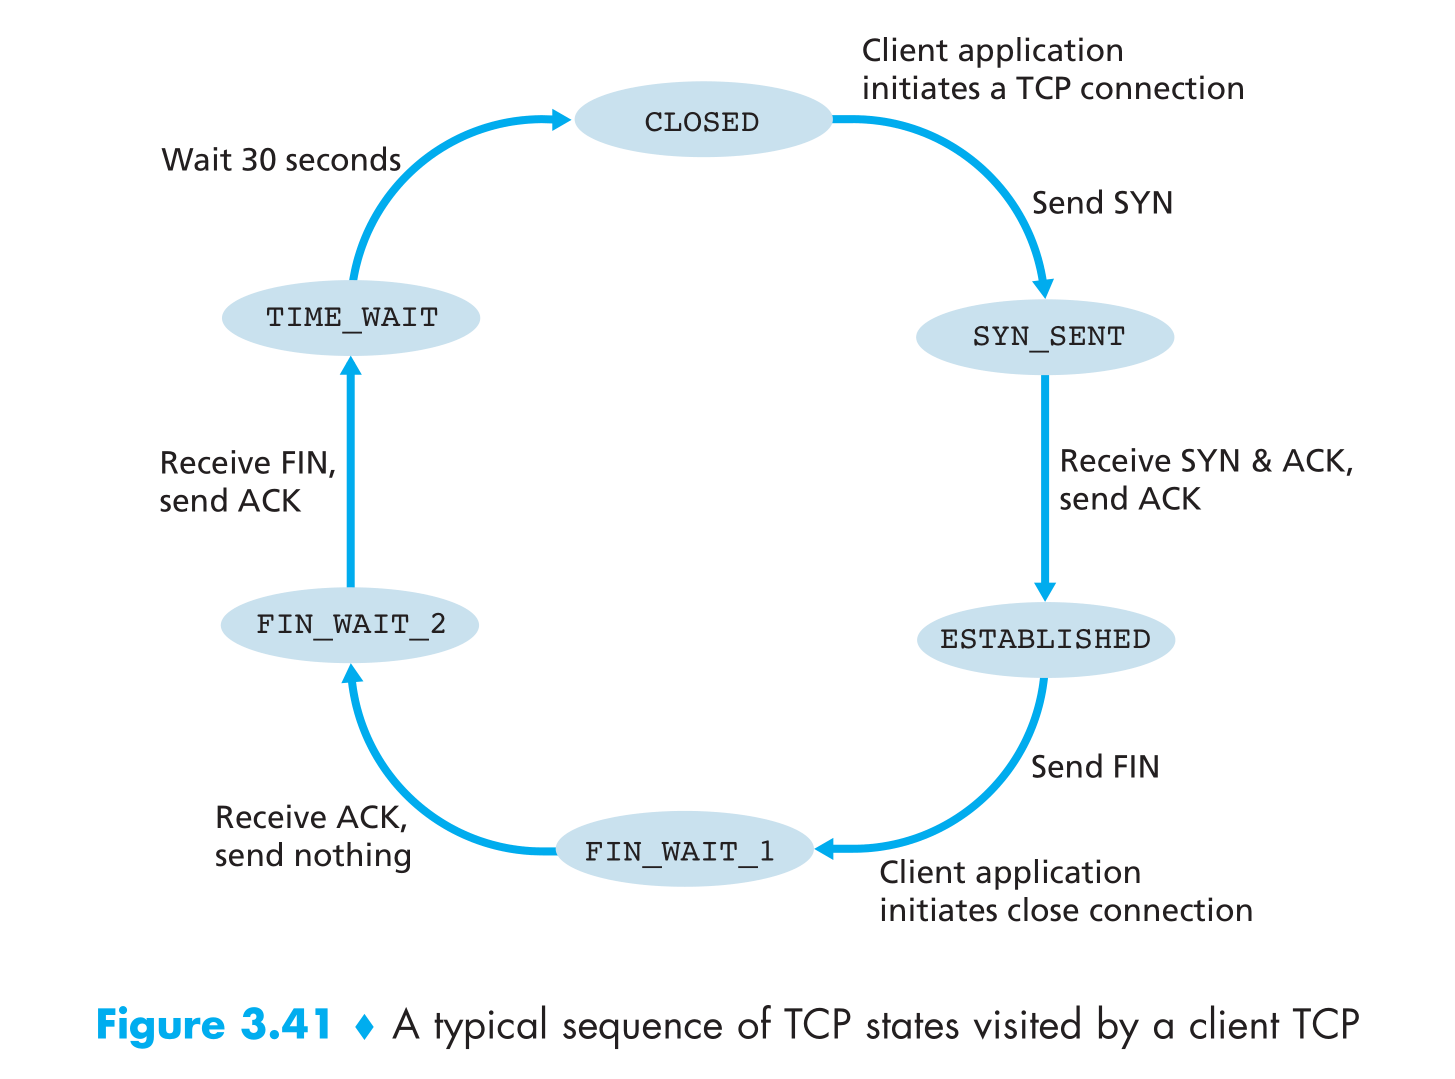 Client application
initiates a TCP connection
CLOSED
Wait 30 seconds
Send SYN
TIME_WAIT
SYN_SENT
Receive FIN,
send ACK
Receive SYN & ACK,
send ACK
FIN_WAIT_2
ESTABLISHED
Send FIN
Receive ACK,
send nothing
FIN_WAIT_1
Client application
initiates close connection
Figure 3.41 ♦ A typical sequence of TCP states visited by a client TCP